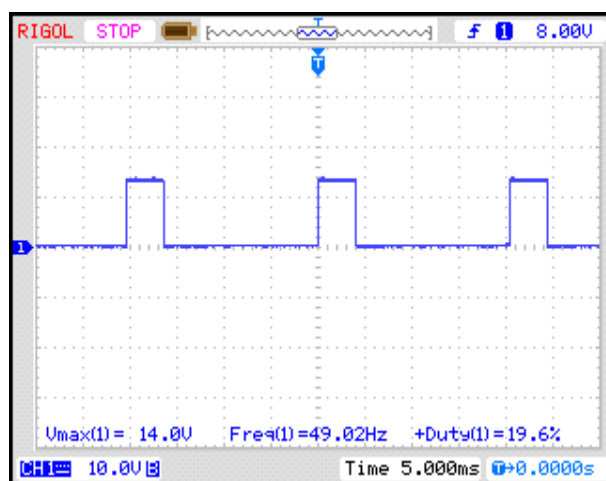 RIGOL STOP T f 1 8.00V
T
1
Vmax(1)= 14.0V Freq(1)=49.02Hz +Duty(1)=19.6%
CH1 10.0V B Time 5.000ms T→0.0000s